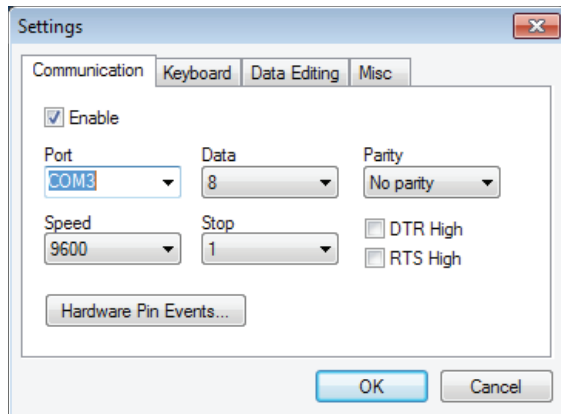 Settings
Communication Keyboard Data Editing Misc
Enable
Port Data Parity
COM3 8 No parity
Speed Stop DTR High
9600 1 RTS High
Hardware Pin Events...
OK Cancel